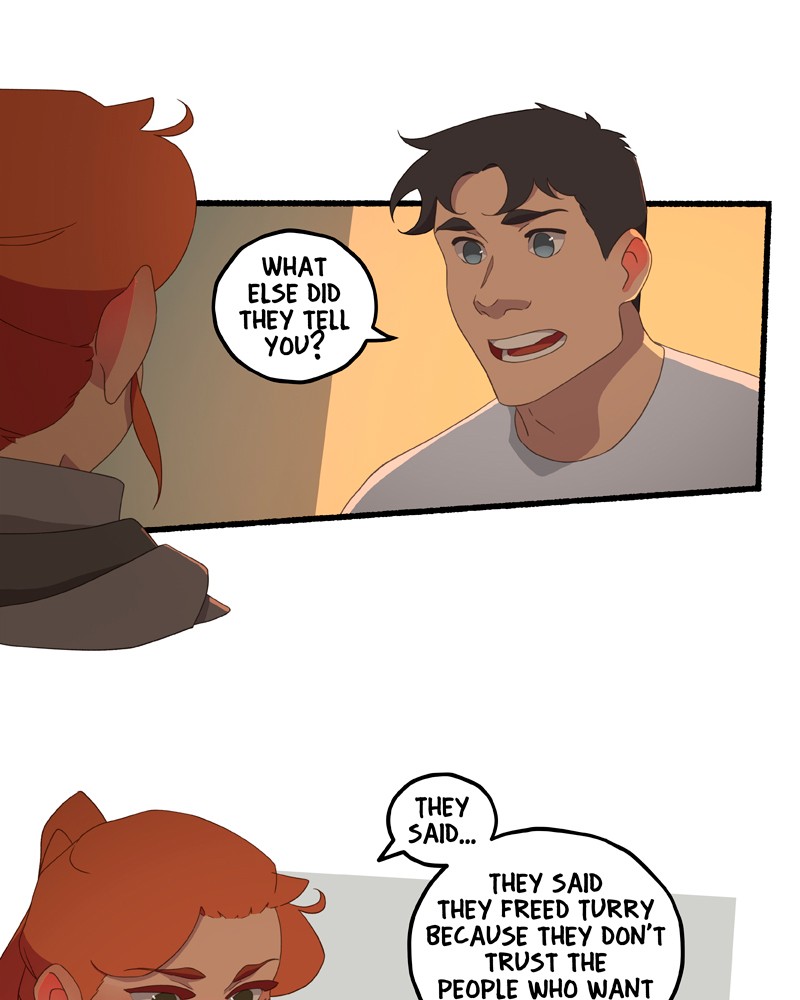 WHAT
ELSE DID
THEY TELL
YOU?
THEY
SAID...
THEY SAID
THEY FREED TURRY
BECAUSE THEY DON'T
TRUST THE
PEOPLE WHO WANT